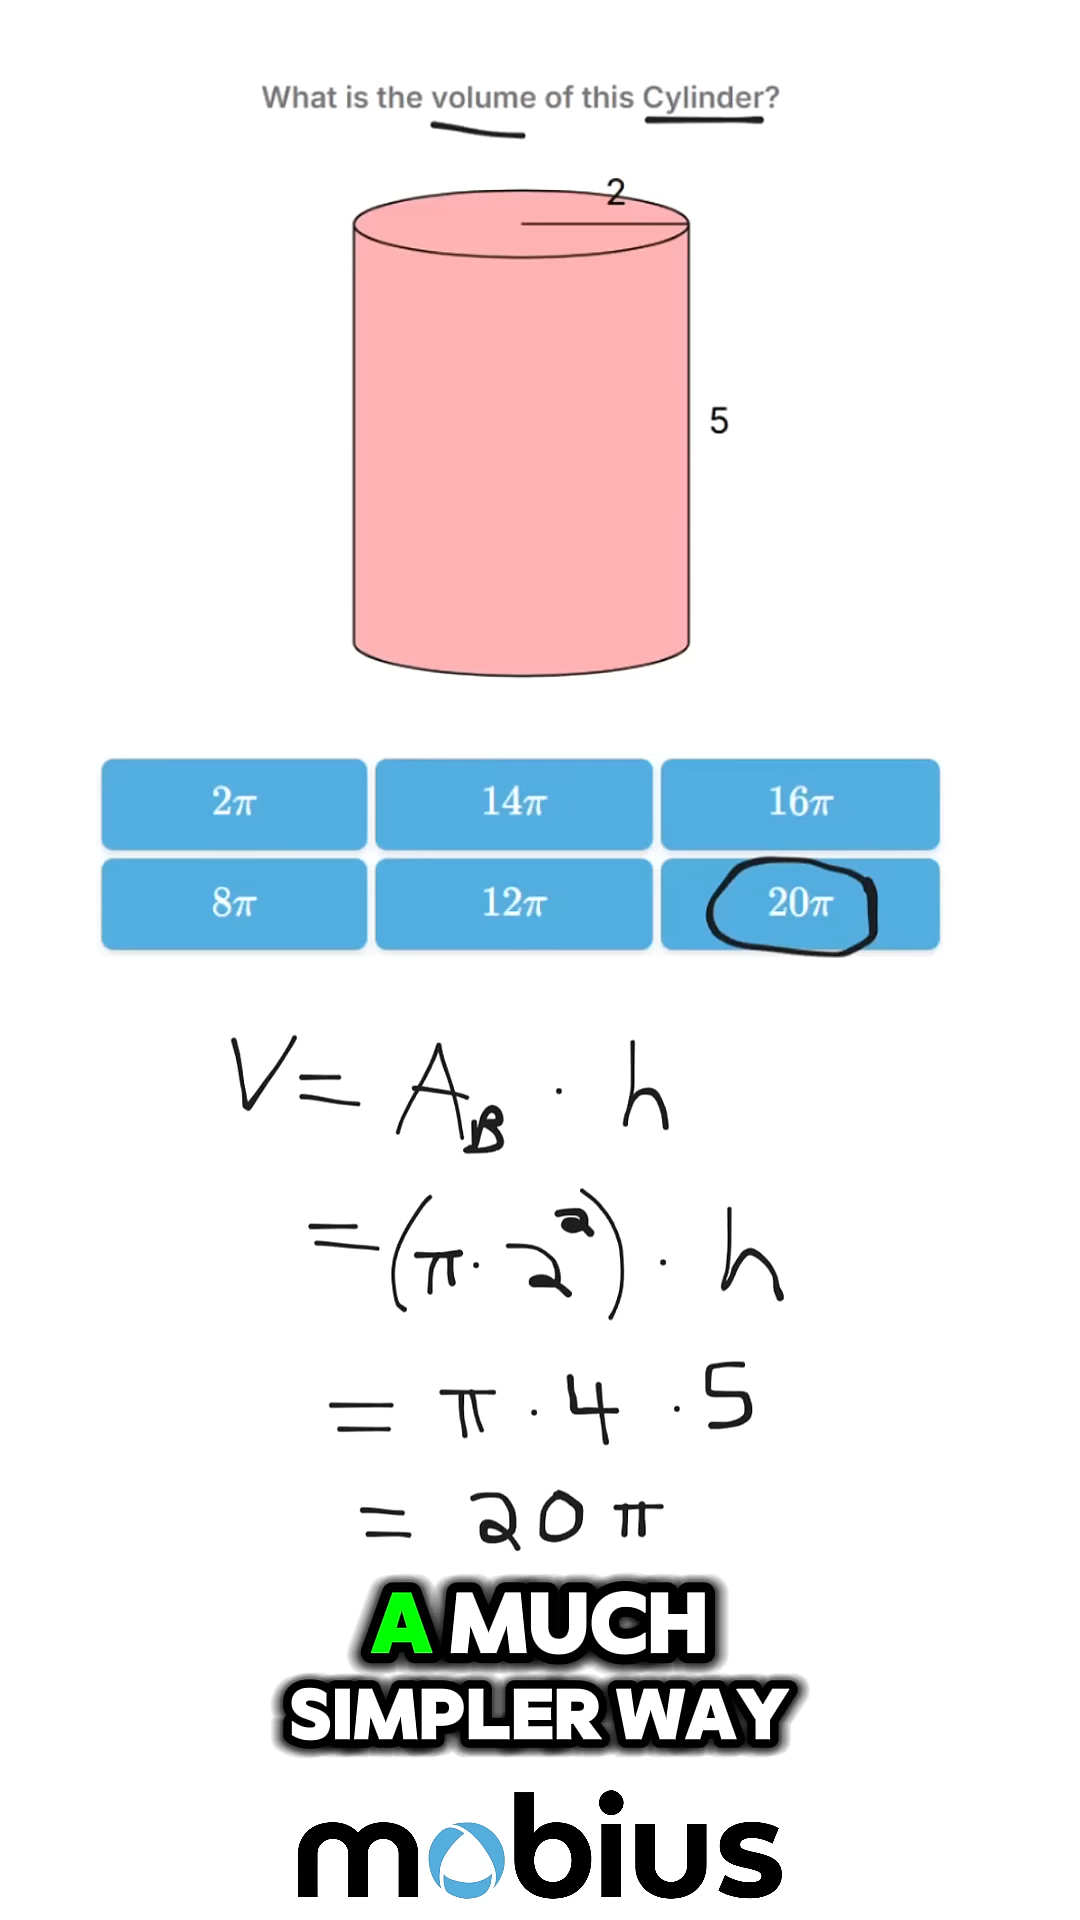 What is the volume of this Cylinder?
2
5
2π 14π 16π
8π 12π 20π
V = A_B · h
= (π · 2²) · h
= π · 4 · 5
= 20π
A MUCH
SIMPLER WAY
mobius